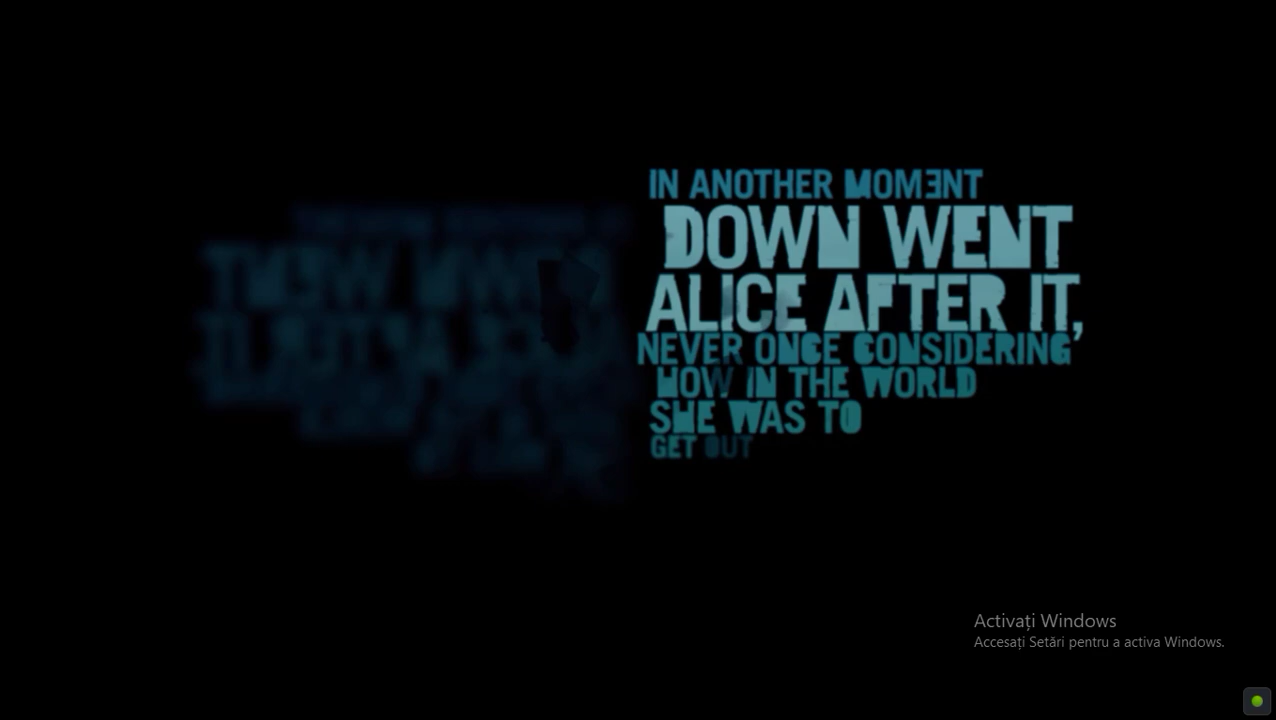 IN ANOTHER MOMENT
DOWN WENT
ALICE AFTER IT,
NEVER ONCE CONSIDERING
HOW IN THE WORLD
SHE WAS TO
GET OUT
Activați Windows
Accesați Setări pentru a activa Windows.